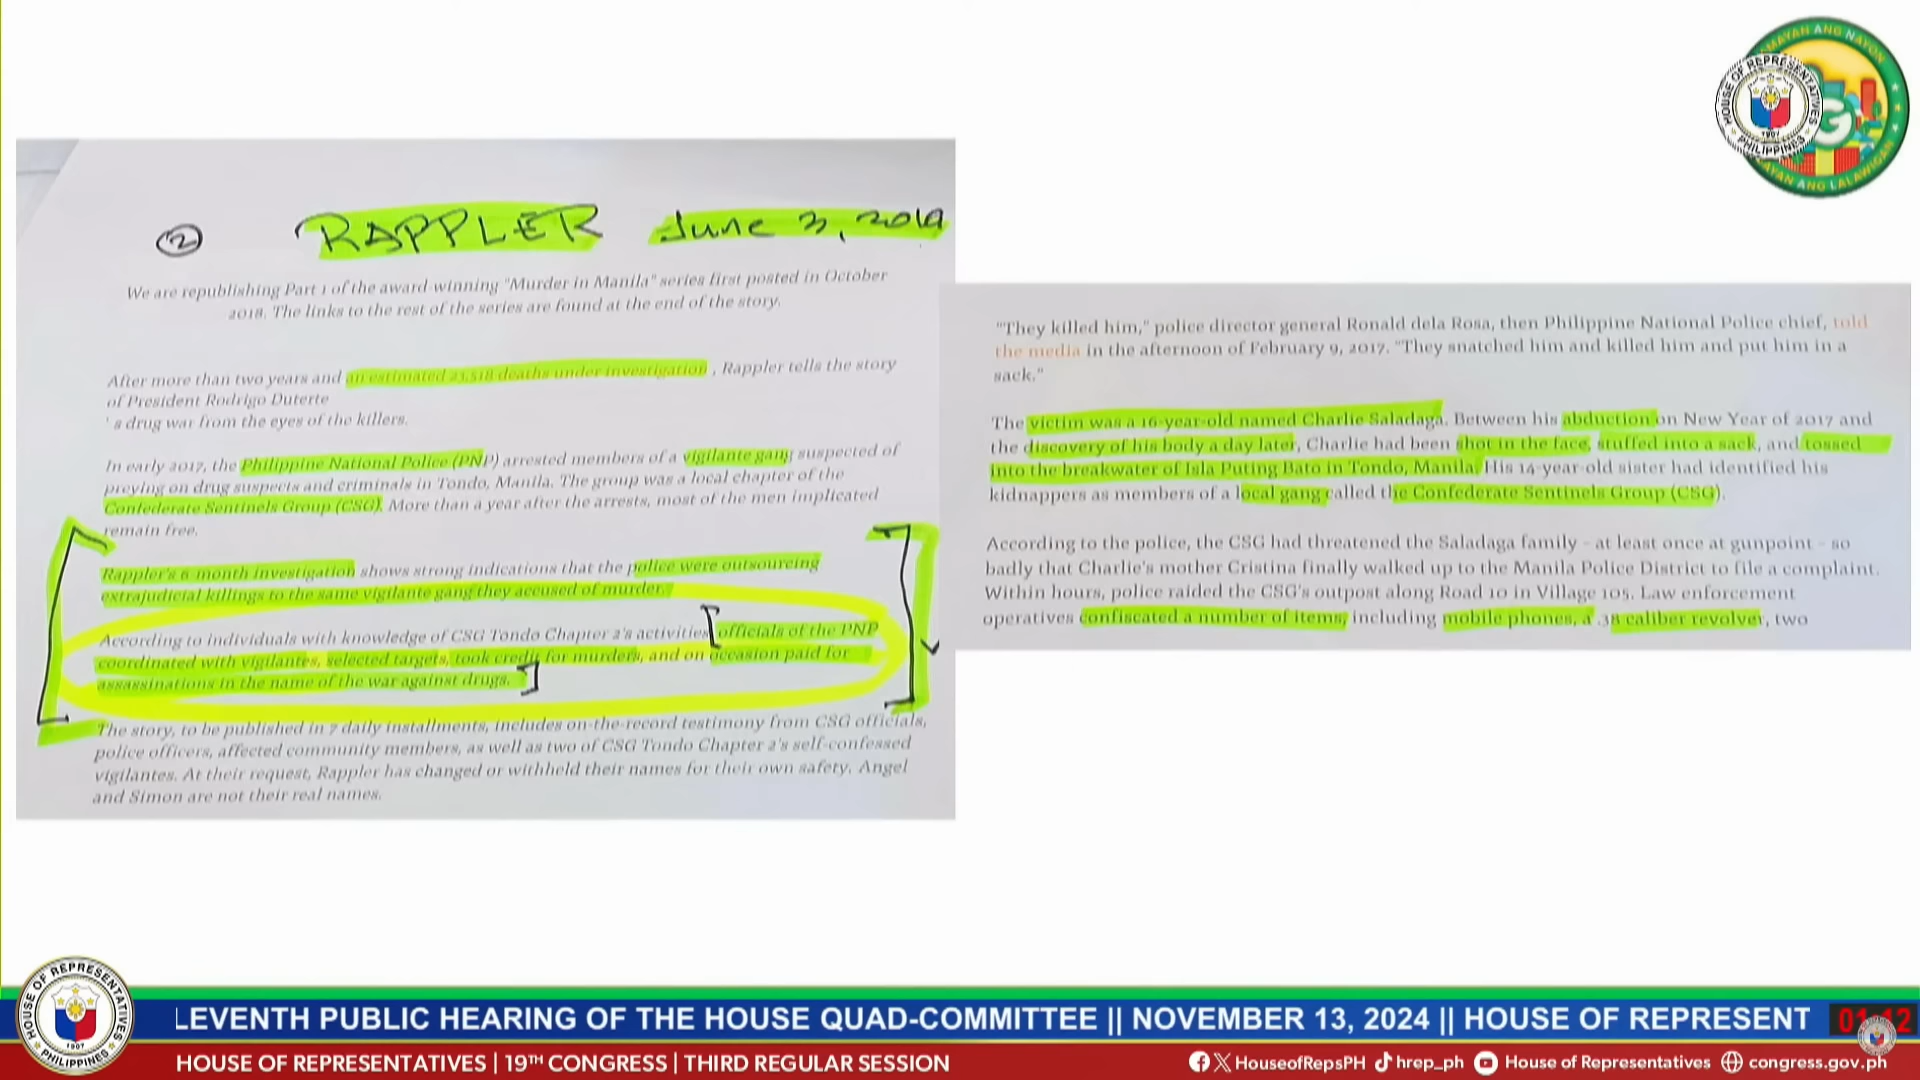 ② RAPPLER June 3, 2019
We are republishing Part 1 of the award-winning "Murder in Manila" series first posted in October
2018. The links to the rest of the series are found at the end of the story.
After more than two years and an estimated 23,518 deaths under investigation , Rappler tells the story
of President Rodrigo Duterte
's drug war from the eyes of the killers.
In early 2017, the Philippine National Police (PNP) arrested members of a vigilante gang suspected of
preying on drug suspects and criminals in Tondo, Manila. The group was a local chapter of the
Confederate Sentinels Group (CSG). More than a year after the arrests, most of the men implicated
remain free.
Rappler's 6 month investigation shows strong indications that the police were outsourcing
extrajudicial killings to the same vigilante gang they accused of murder.
According to individuals with knowledge of CSG Tondo Chapter 2's activities, officials of the PNP
coordinated with vigilantes, selected targets, took credit for murders, and on occasion paid for
assassinations in the name of the war against drugs.
The story, to be published in 7 daily installments, includes on-the-record testimony from CSG officials,
police officers, affected community members, as well as two of CSG Tondo Chapter 2's self-confessed
vigilantes. At their request, Rappler has changed or withheld their names for their own safety. Angel
and Simon are not their real names.
"They killed him," police director general Ronald dela Rosa, then Philippine National Police chief, told
the media in the afternoon of February 9, 2017. "They snatched him and killed him and put him in a
sack."
The victim was a 16-year-old named Charlie Saladaga. Between his abduction on New Year of 2017 and
the discovery of his body a day later, Charlie had been shot in the face, stuffed into a sack, and tossed
into the breakwater of Isla Puting Bato in Tondo, Manila. His 14-year-old sister had identified his
kidnappers as members of a local gang called the Confederate Sentinels Group (CSG).
According to the police, the CSG had threatened the Saladaga family – at least once at gunpoint – so
badly that Charlie's mother Cristina finally walked up to the Manila Police District to file a complaint.
Within hours, police raided the CSG's outpost along Road 10 in Village 105. Law enforcement
operatives confiscated a number of items, including mobile phones, a .38 caliber revolver, two
HOUSE OF REPRESENTATIVES
1907
PHILIPPINES
HOUSE OF REPRESENTATIVES
1907
PHILIPPINES
LEVENTH PUBLIC HEARING OF THE HOUSE QUAD-COMMITTEE || NOVEMBER 13, 2024 || HOUSE OF REPRESENT
HOUSE OF REPRESENTATIVES | 19TH CONGRESS | THIRD REGULAR SESSION
HouseofRepsPH hrep_ph House of Representatives congress.gov.ph